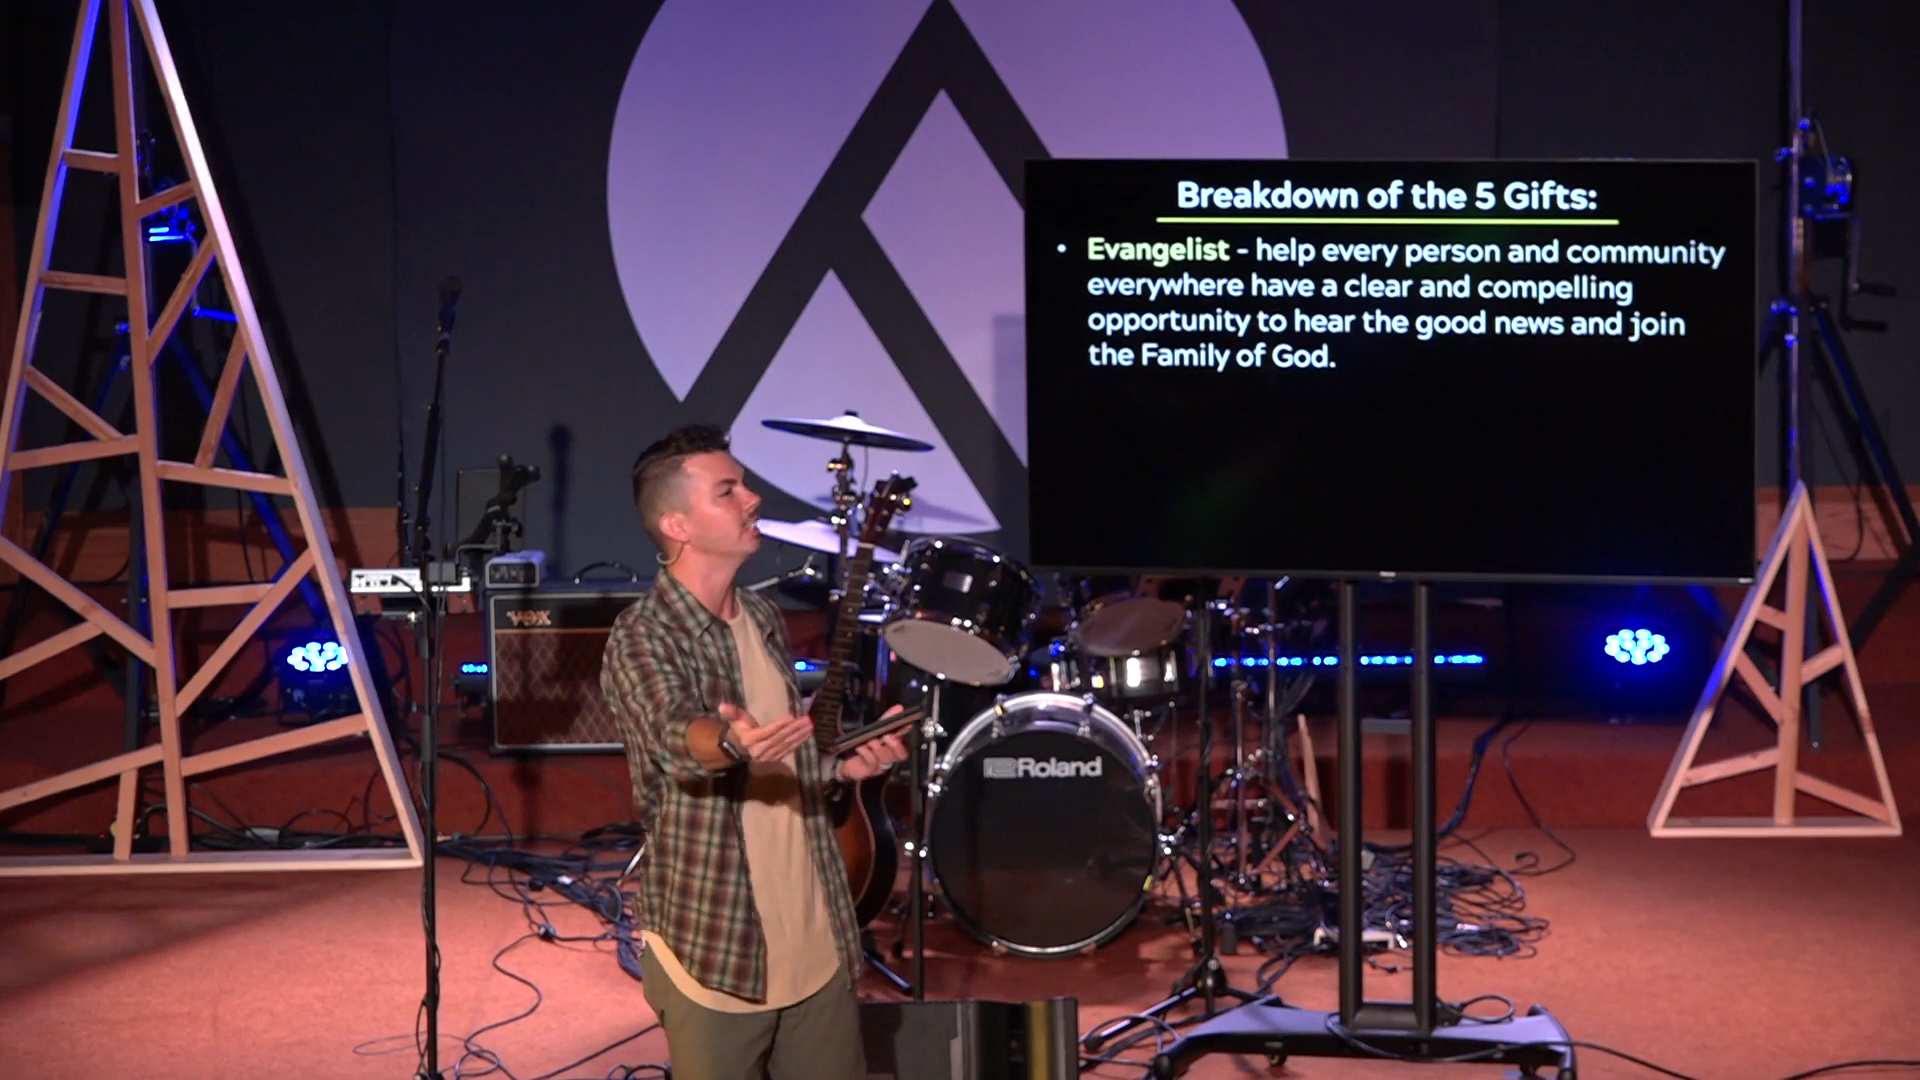 Breakdown of the 5 Gifts:
• Evangelist - help every person and community
everywhere have a clear and compelling
opportunity to hear the good news and join
the Family of God.
VOX
Roland